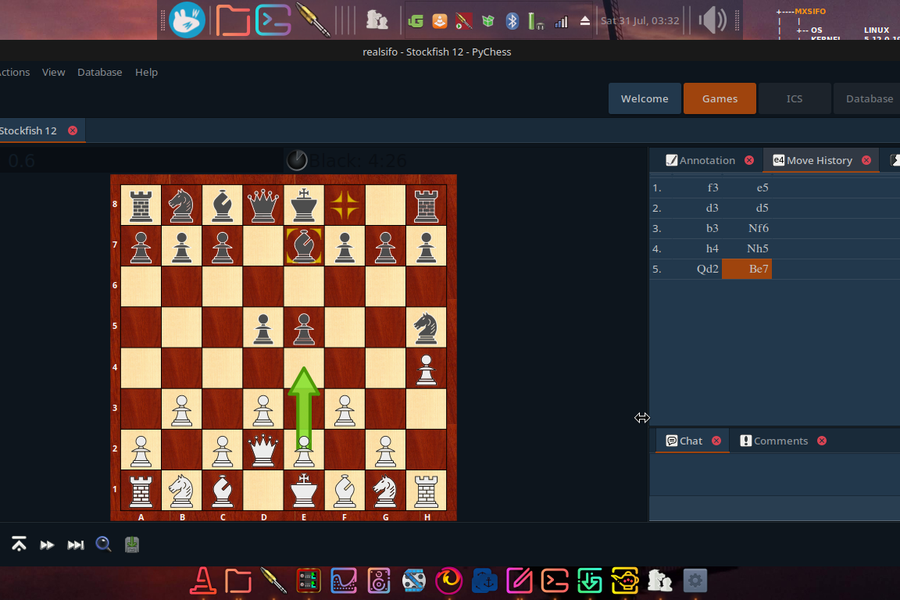 Sat 31 Jul, 03:32
+----MXSIFO
+-- OS LINUX
KERNEL
realsifo - Stockfish 12 - PyChess
ctions View Database Help
Welcome Games ICS Database
Stockfish 12
0.6 Black: 4:26
Annotation e4 Move History
1. f3 e5
2. d3 d5
3. b3 Nf6
4. h4 Nh5
5. Qd2 Be7
8
7
6
5
4
3
2
1
A B C D E F G H
Chat Comments